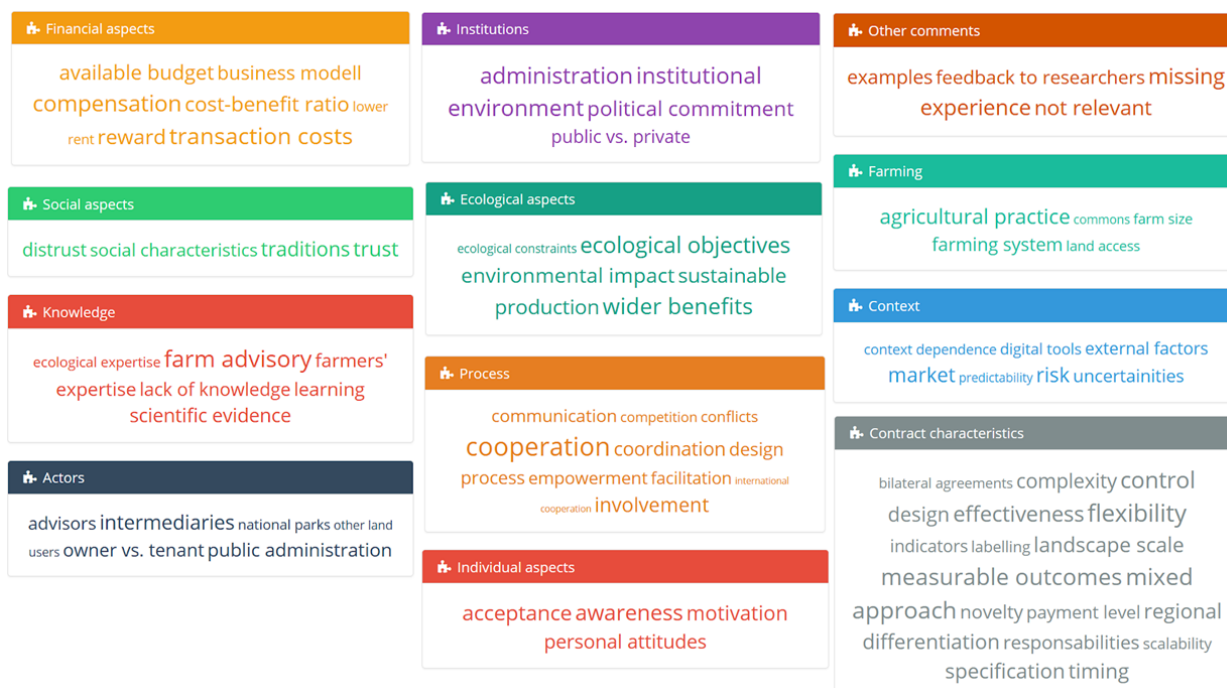 Financial aspects
available budget business modell
compensation cost-benefit ratio lower
rent reward transaction costs
Social aspects
distrust social characteristics traditions trust
Knowledge
ecological expertise farm advisory farmers'
expertise lack of knowledge learning
scientific evidence
Actors
advisors intermediaries national parks other land
users owner vs. tenant public administration
Institutions
administration institutional
environment political commitment
public vs. private
Ecological aspects
ecological constraints ecological objectives
environmental impact sustainable
production wider benefits
Process
communication competition conflicts
cooperation coordination design
process empowerment facilitation international
cooperation involvement
Individual aspects
acceptance awareness motivation
personal attitudes
Other comments
examples feedback to researchers missing
experience not relevant
Farming
agricultural practice commons farm size
farming system land access
Context
context dependence digital tools external factors
market predictability risk uncertainities
Contract characteristics
bilateral agreements complexity control
design effectiveness flexibility
indicators labelling landscape scale
measurable outcomes mixed
approach novelty payment level regional
differentiation responsabilities scalability
specification timing